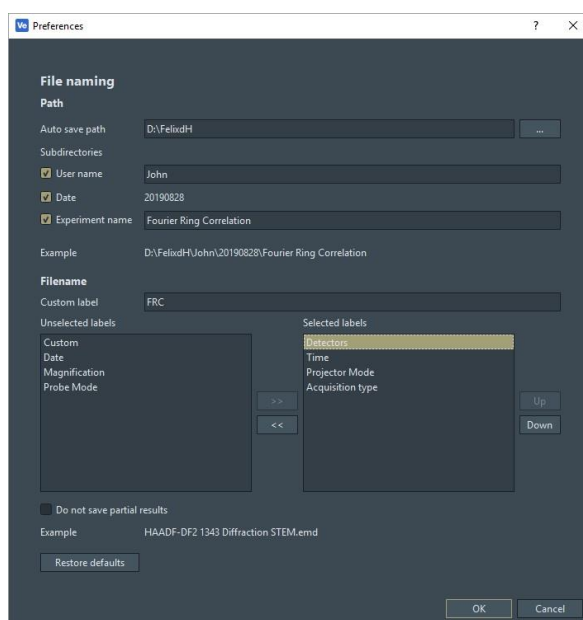 Ve Preferences ? X
File naming
Path
Auto save path D:\FelixdH ...
Subdirectories
User name John
Date 20190828
Experiment name Fourier Ring Correlation
Example D:\FelixdH\John\20190828\Fourier Ring Correlation
Filename
Custom label FRC
Unselected labels Selected labels
Custom Detectors
Date Time
Magnification Projector Mode
Probe Mode Acquisition type
>> Up
<< Down
Do not save partial results
Example HAADF-DF2 1343 Diffraction STEM.emd
Restore defaults
OK Cancel